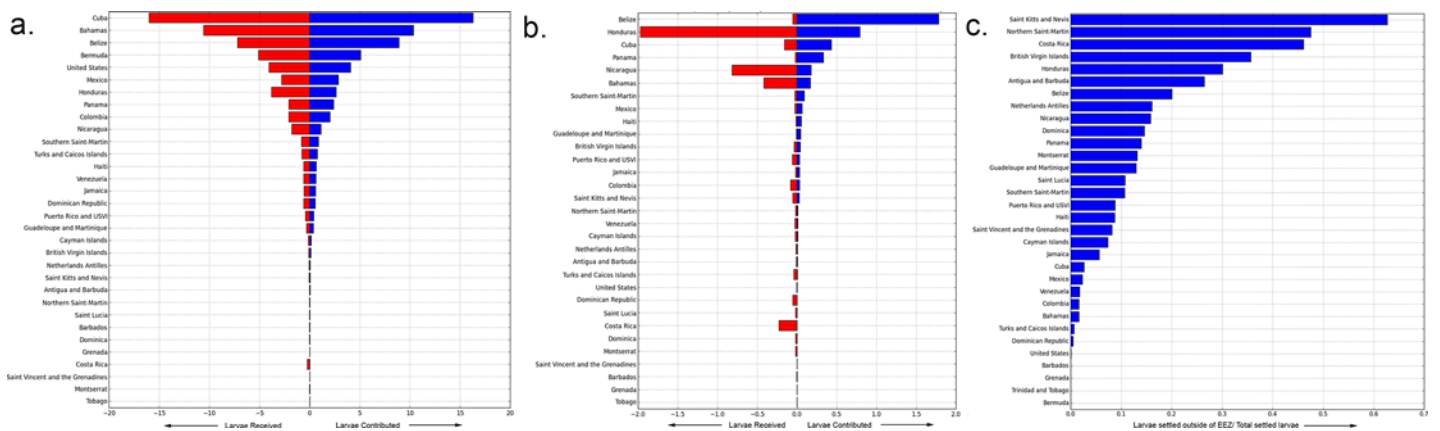 a.
Cuba
Bahamas
Belize
Bermuda
United States
Mexico
Honduras
Panama
Colombia
Nicaragua
Southern Saint-Martin
Turks and Caicos Islands
Haiti
Venezuela
Jamaica
Dominican Republic
Puerto Rico and USVI
Guadeloupe and Martinique
Cayman Islands
British Virgin Islands
Netherlands Antilles
Saint Kitts and Nevis
Antigua and Barbuda
Northern Saint-Martin
Saint Lucia
Barbados
Dominica
Grenada
Costa Rica
Saint Vincent and the Grenadines
Montserrat
Tobago
−20 −15 −10 −5 0 5 10 15 20
Larvae Received Larvae Contributed
b.
Belize
Honduras
Cuba
Panama
Nicaragua
Bahamas
Southern Saint-Martin
Mexico
Haiti
Guadeloupe and Martinique
British Virgin Islands
Puerto Rico and USVI
Jamaica
Colombia
Saint Kitts and Nevis
Northern Saint-Martin
Venezuela
Cayman Islands
Netherlands Antilles
Antigua and Barbuda
Turks and Caicos Islands
United States
Dominican Republic
Saint Lucia
Costa Rica
Dominica
Montserrat
Saint Vincent and the Grenadines
Barbados
Grenada
Tobago
−2.0 −1.5 −1.0 −0.5 0.0 0.5 1.0 1.5 2.0
Larvae Received Larvae Contributed
c.
Saint Kitts and Nevis
Northern Saint-Martin
Costa Rica
British Virgin Islands
Honduras
Antigua and Barbuda
Belize
Netherlands Antilles
Nicaragua
Dominica
Panama
Montserrat
Guadeloupe and Martinique
Saint Lucia
Southern Saint-Martin
Puerto Rico and USVI
Haiti
Saint Vincent and the Grenadines
Cayman Islands
Jamaica
Cuba
Mexico
Venezuela
Colombia
Bahamas
Turks and Caicos Islands
Dominican Republic
United States
Barbados
Grenada
Trinidad and Tobago
Bermuda
0.0 0.1 0.2 0.3 0.4 0.5 0.6 0.7
Larvae settled outside of EEZ/ Total settled larvae